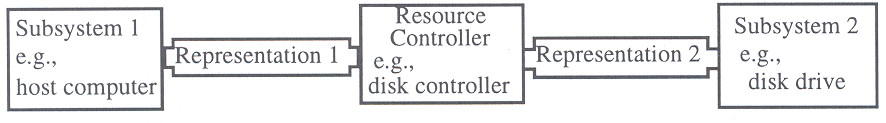 Subsystem 1
e.g.,
host computer
Representation 1
Resource
Controller
e.g.,
disk controller
Representation 2
Subsystem 2
e.g.,
disk drive